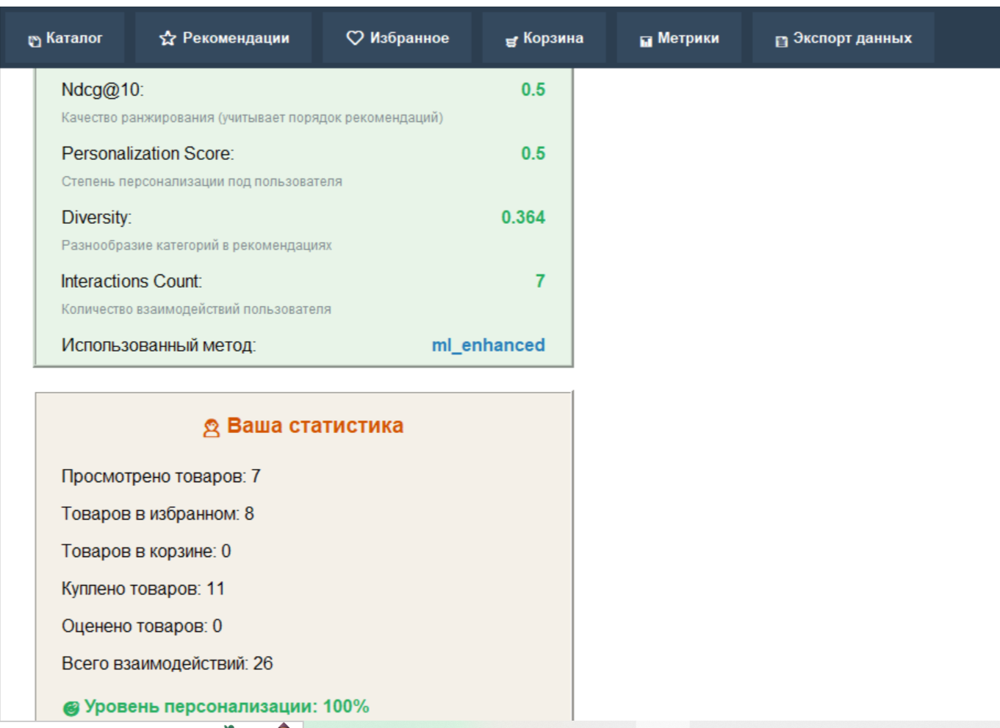 Каталог
Рекомендации
Избранное
Корзина
Метрики
Экспорт данных
Ndcg@10: 0.5
Качество ранжирования (учитывает порядок рекомендаций)
Personalization Score: 0.5
Степень персонализации под пользователя
Diversity: 0.364
Разнообразие категорий в рекомендациях
Interactions Count: 7
Количество взаимодействий пользователя
Использованный метод: ml_enhanced
Ваша статистика
Просмотрено товаров: 7
Товаров в избранном: 8
Товаров в корзине: 0
Куплено товаров: 11
Оценено товаров: 0
Всего взаимодействий: 26
Уровень персонализации: 100%